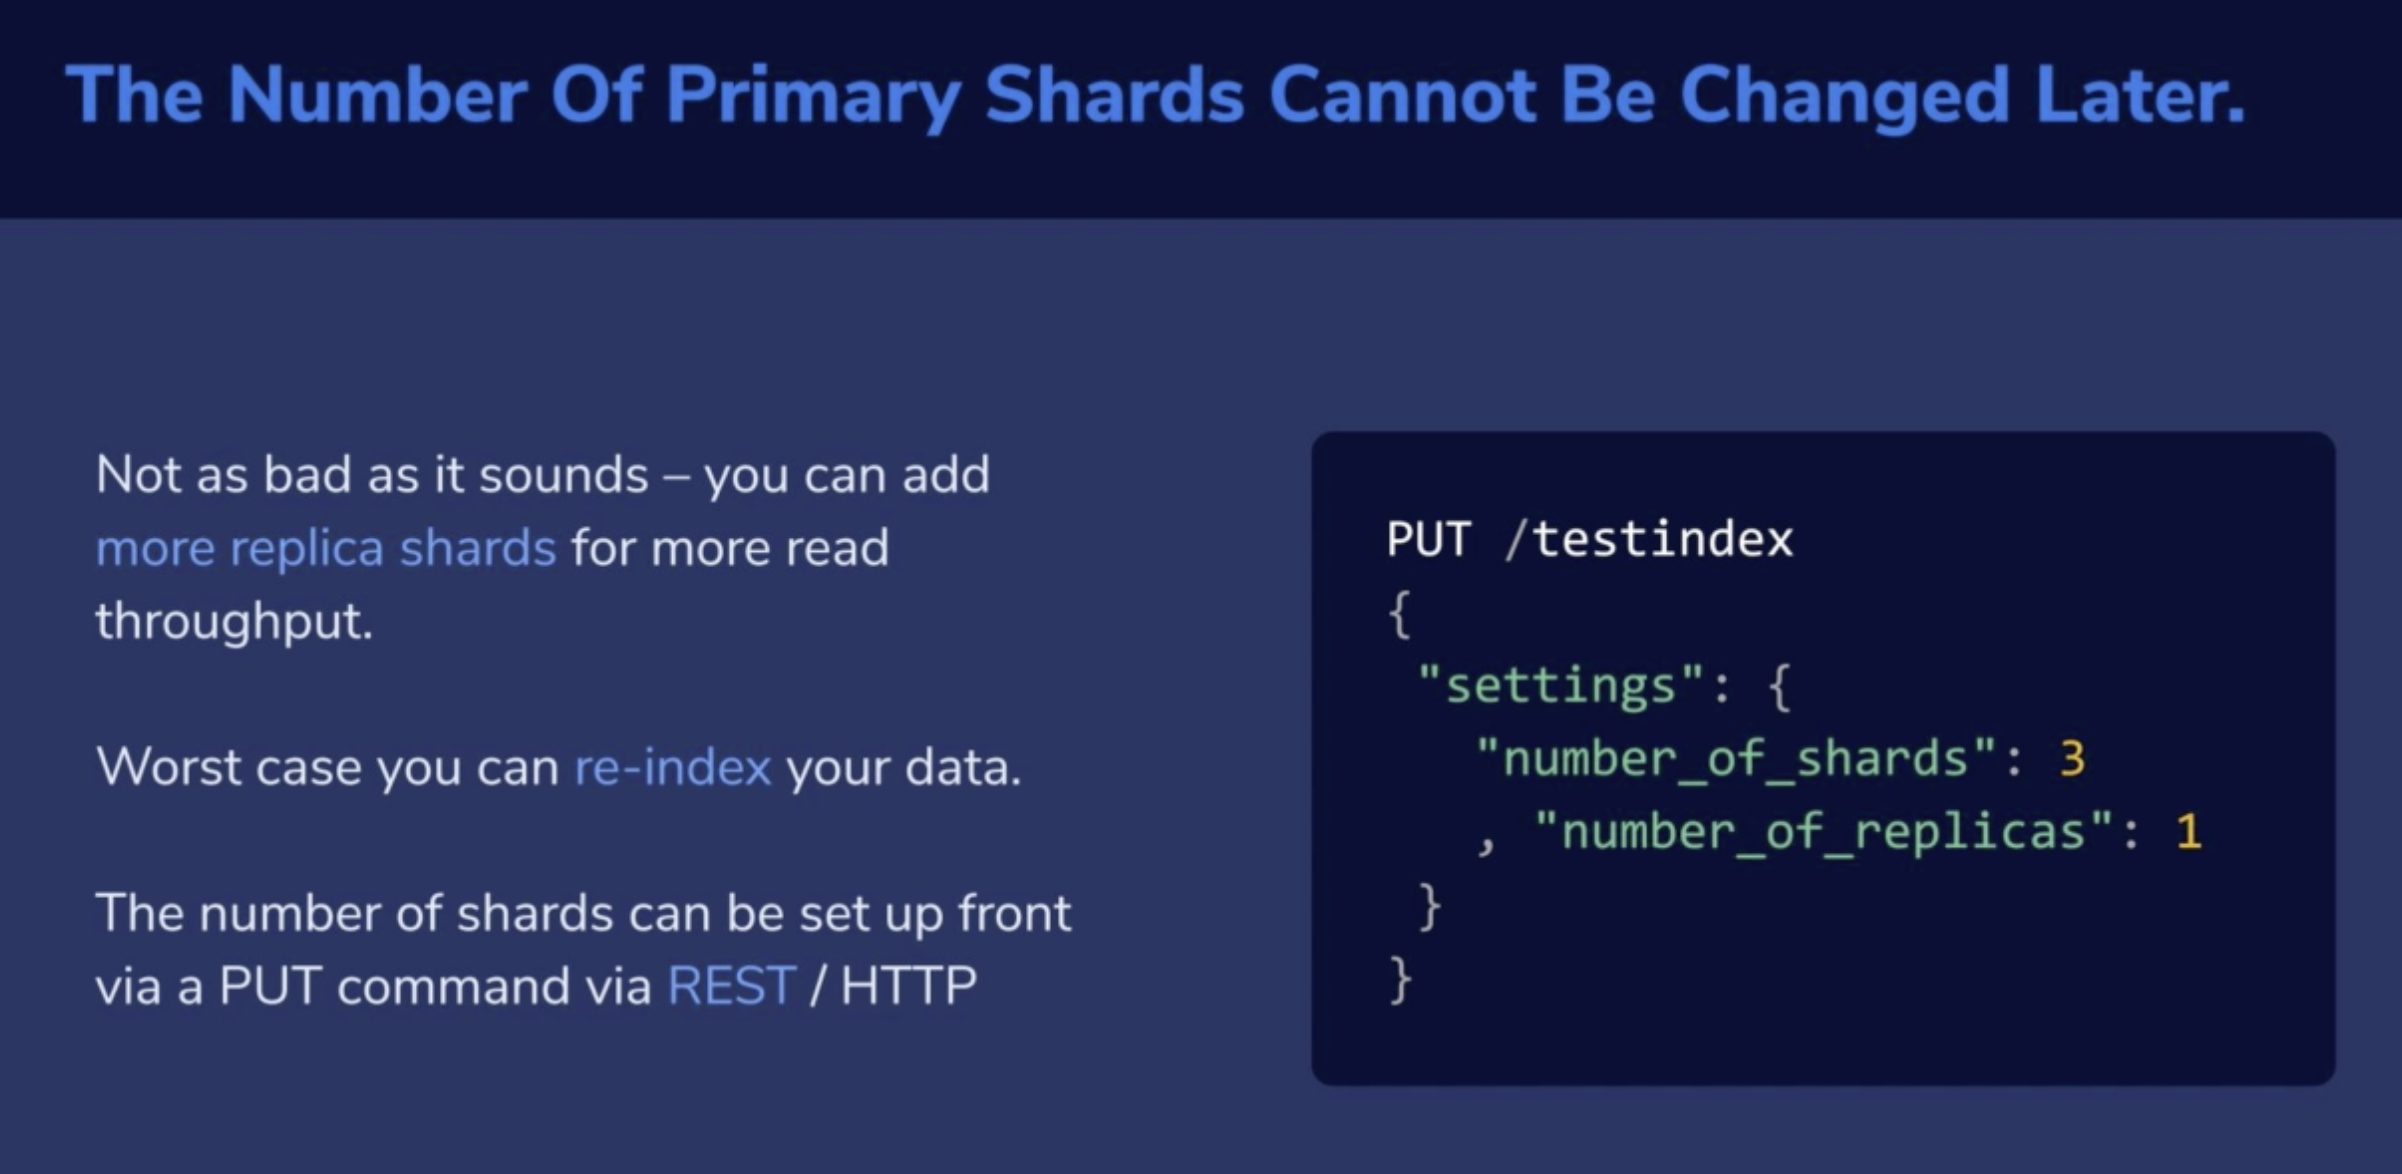 The Number Of Primary Shards Cannot Be Changed Later.
Not as bad as it sounds – you can add
more replica shards for more read
throughput.
Worst case you can re-index your data.
The number of shards can be set up front
via a PUT command via REST / HTTP
PUT /testindex
{
"settings": {
"number_of_shards": 3
, "number_of_replicas": 1
}
}